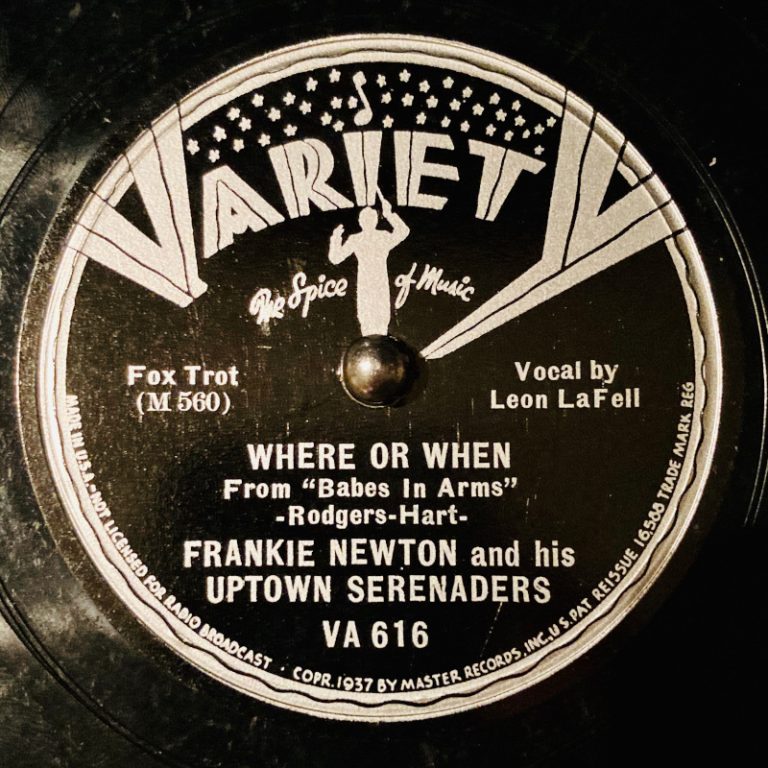 VARIETY
The Spice of Music
Fox Trot
(M 560)
Vocal by
Leon LaFell
WHERE OR WHEN
From "Babes In Arms"
-Rodgers-Hart-
FRANKIE NEWTON and his
UPTOWN SERENADERS
VA 616
MADE IN U.S.A.-NOT LICENSED FOR RADIO BROADCAST · COPR. 1937 BY MASTER RECORDS, INC, U.S. PAT REISSUE 16,588 TRADE MARK REG